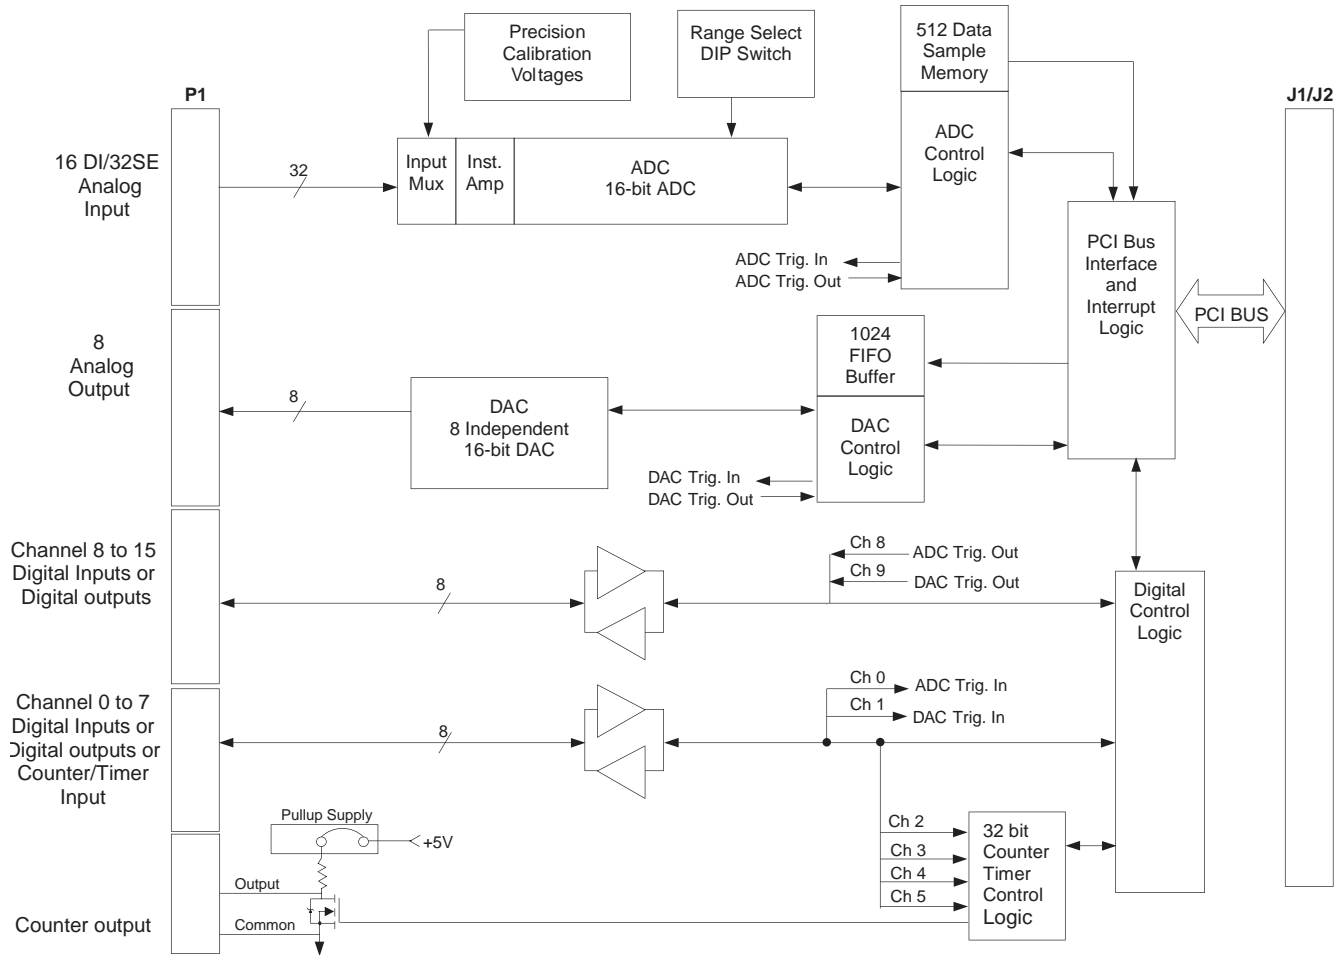 Precision
Calibration
Voltages
Range Select
DIP Switch
512 Data
Sample
Memory
P1
J1/J2
16 DI/32SE
Analog
Input
32
Input
Mux
Inst.
Amp
ADC
16-bit ADC
ADC
Control
Logic
ADC Trig. In
ADC Trig. Out
PCI Bus
Interface
and
Interrupt
Logic
PCI BUS
8
Analog
Output
8
DAC
8 Independent
16-bit DAC
1024
FIFO
Buffer
DAC
Control
Logic
DAC Trig. In
DAC Trig. Out
Channel 8 to 15
Digital Inputs or
Digital outputs
8
Ch 8
ADC Trig. Out
Ch 9
DAC Trig. Out
Digital
Control
Logic
Channel 0 to 7
Digital Inputs or
Digital outputs or
Counter/Timer
Input
8
Ch 0
ADC Trig. In
Ch 1
DAC Trig. In
Pullup Supply
+5V
Ch 2
Ch 3
Ch 4
Ch 5
32 bit
Counter
Timer
Control
Logic
Output
Counter output
Common